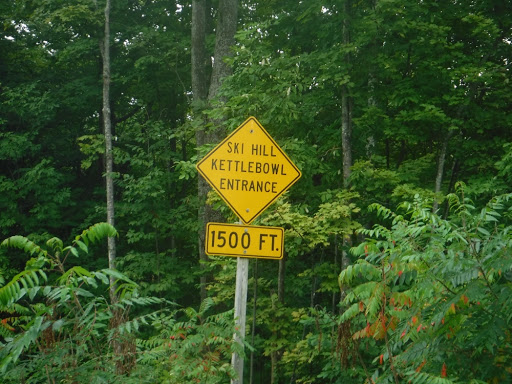 SKI HILL
KETTLEBOWL
ENTRANCE
1500 FT.